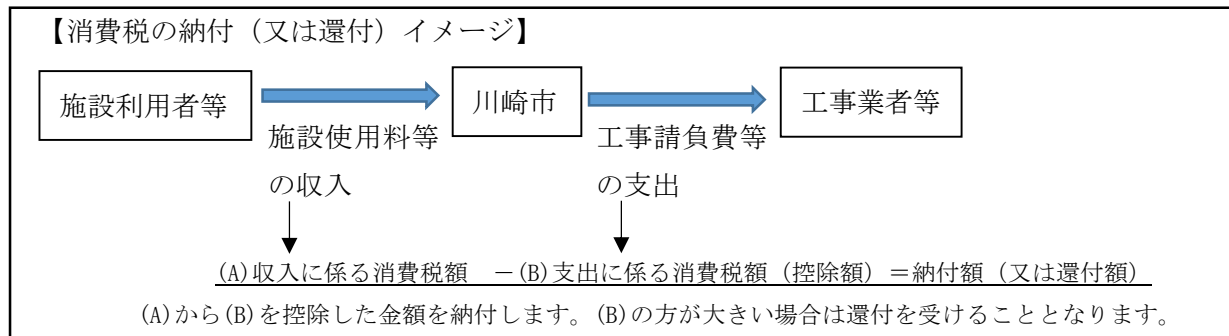 【消費税の納付（又は還付）イメージ】
施設利用者等
川崎市
工事業者等
施設使用料等
の収入
工事請負費等
の支出
(A)収入に係る消費税額　－(B)支出に係る消費税額（控除額）＝納付額（又は還付額）
(A)から(B)を控除した金額を納付します。(B)の方が大きい場合は還付を受けることとなります。